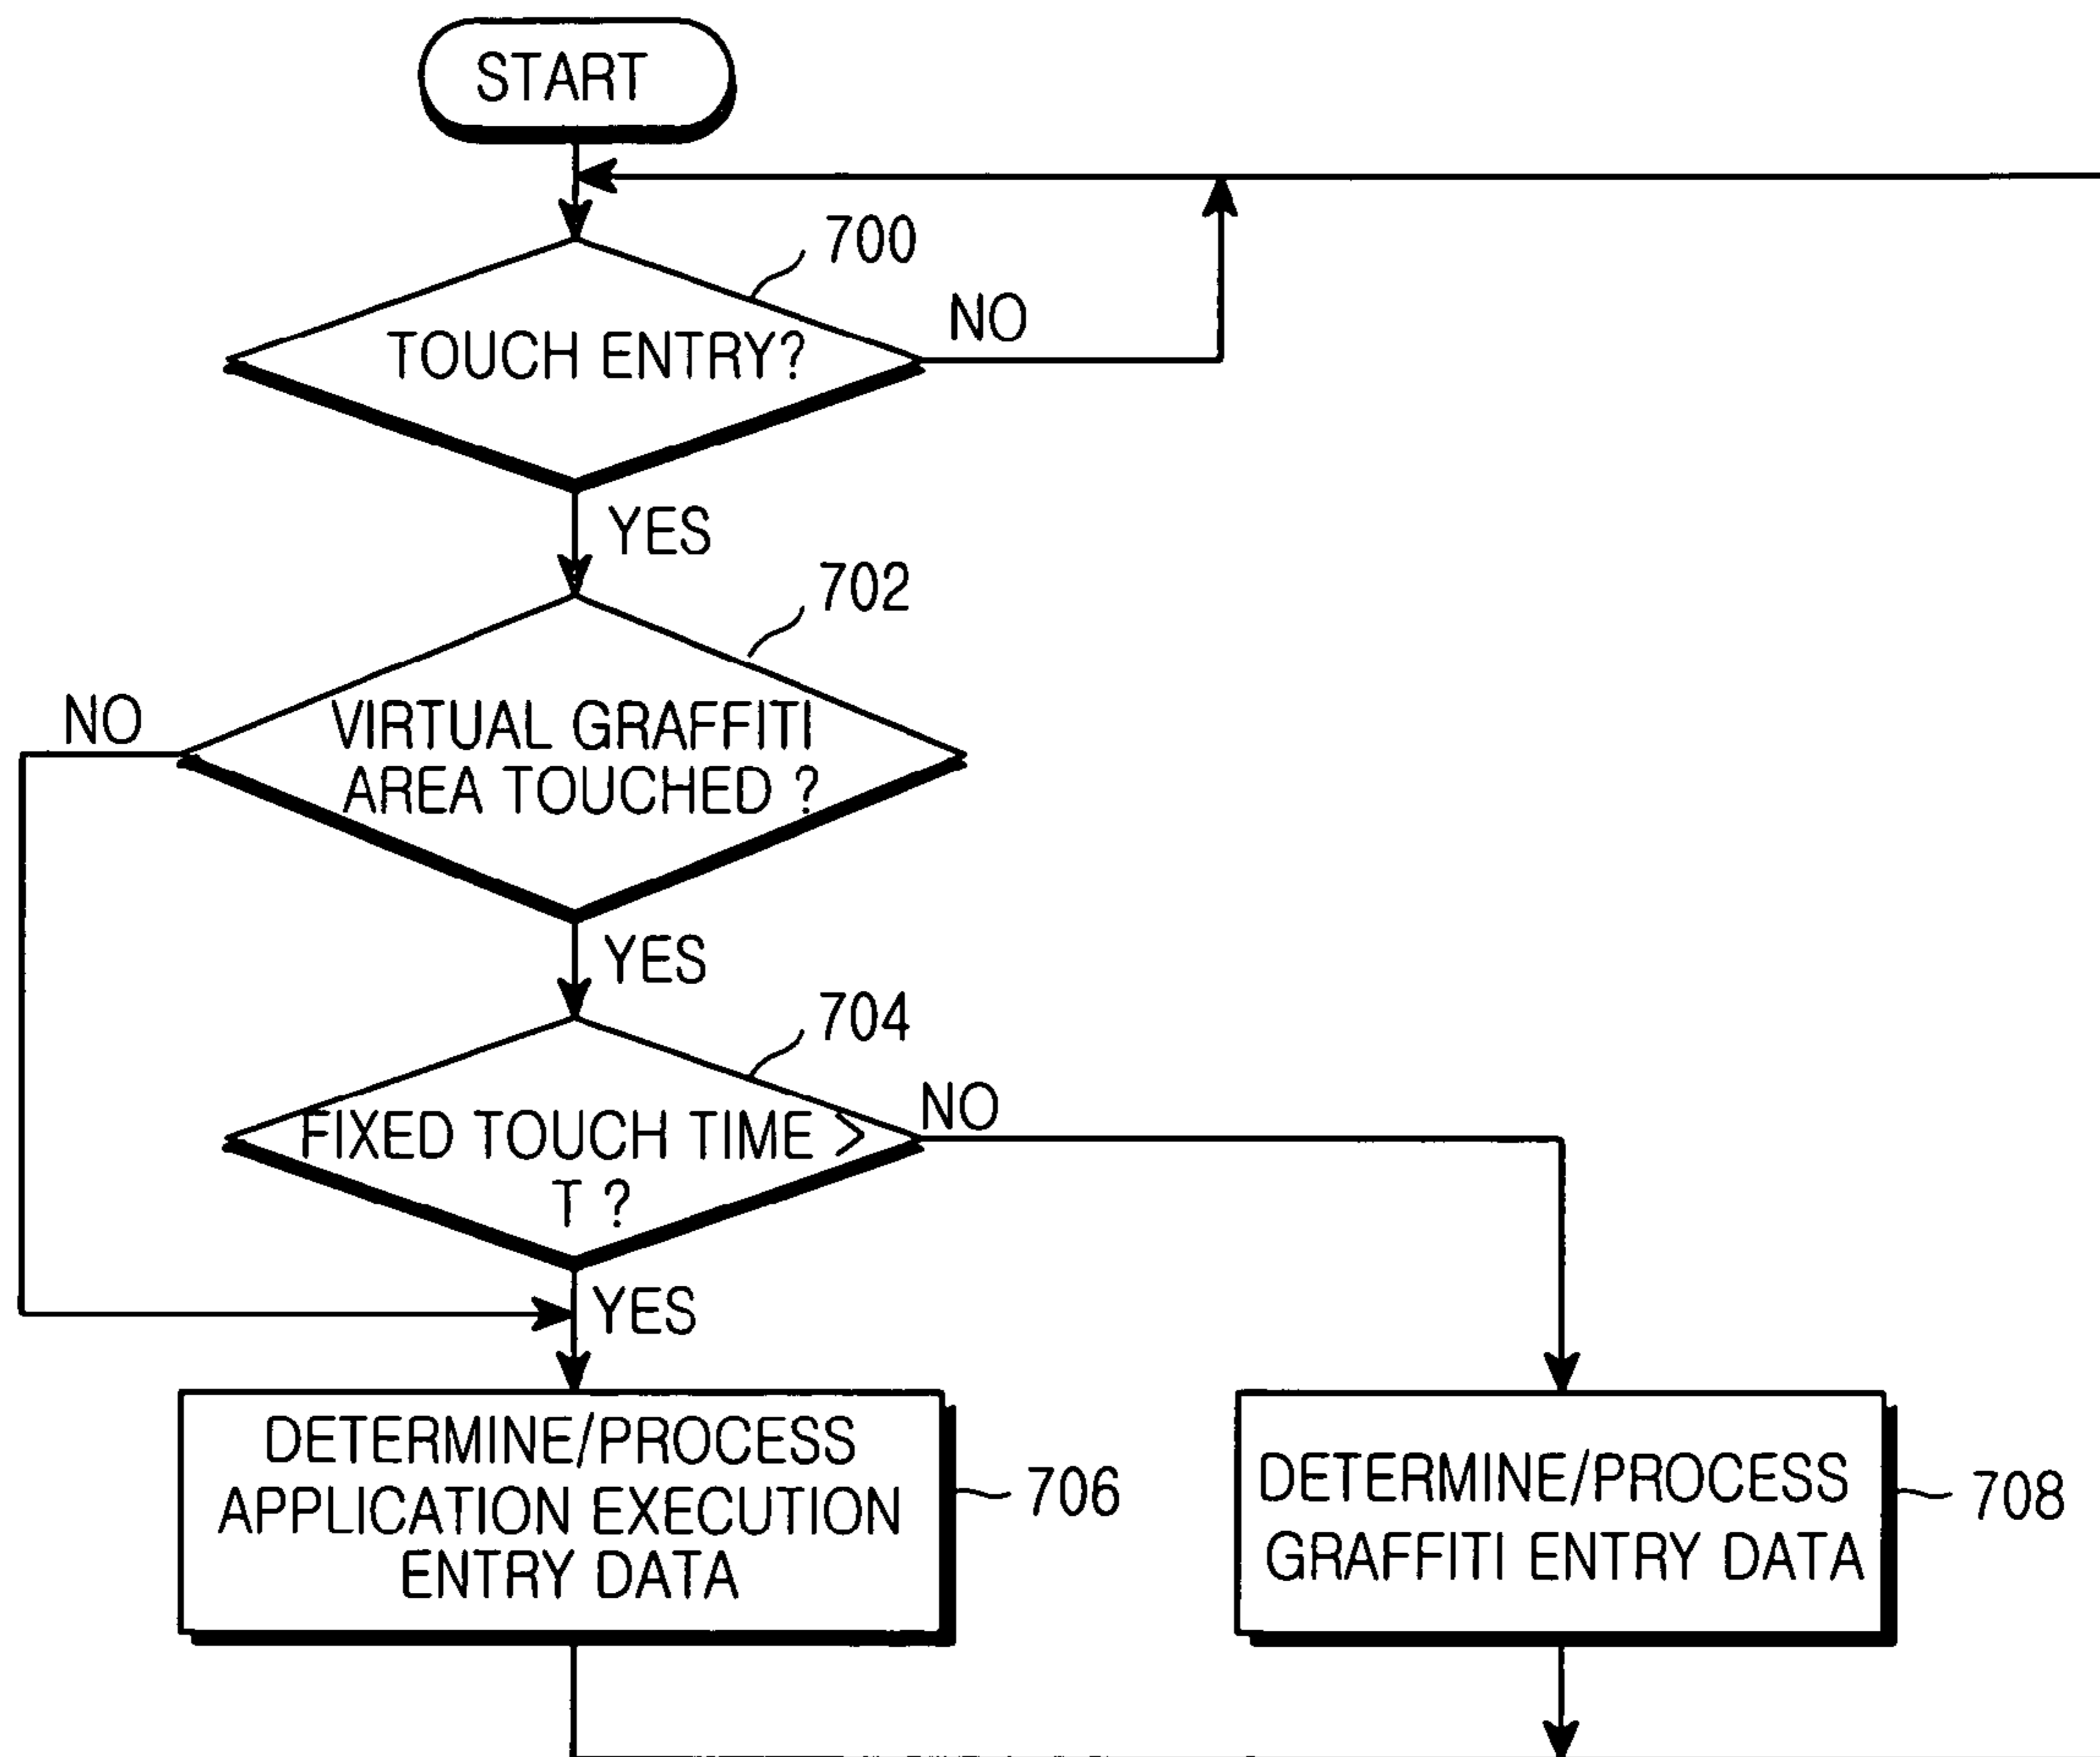 START
700
TOUCH ENTRY?
NO
YES
702
NO
VIRTUAL GRAFFITI
AREA TOUCHED ?
YES
704
FIXED TOUCH TIME >
T ?
NO
YES
DETERMINE/PROCESS
APPLICATION EXECUTION
ENTRY DATA
706
DETERMINE/PROCESS
GRAFFITI ENTRY DATA
708